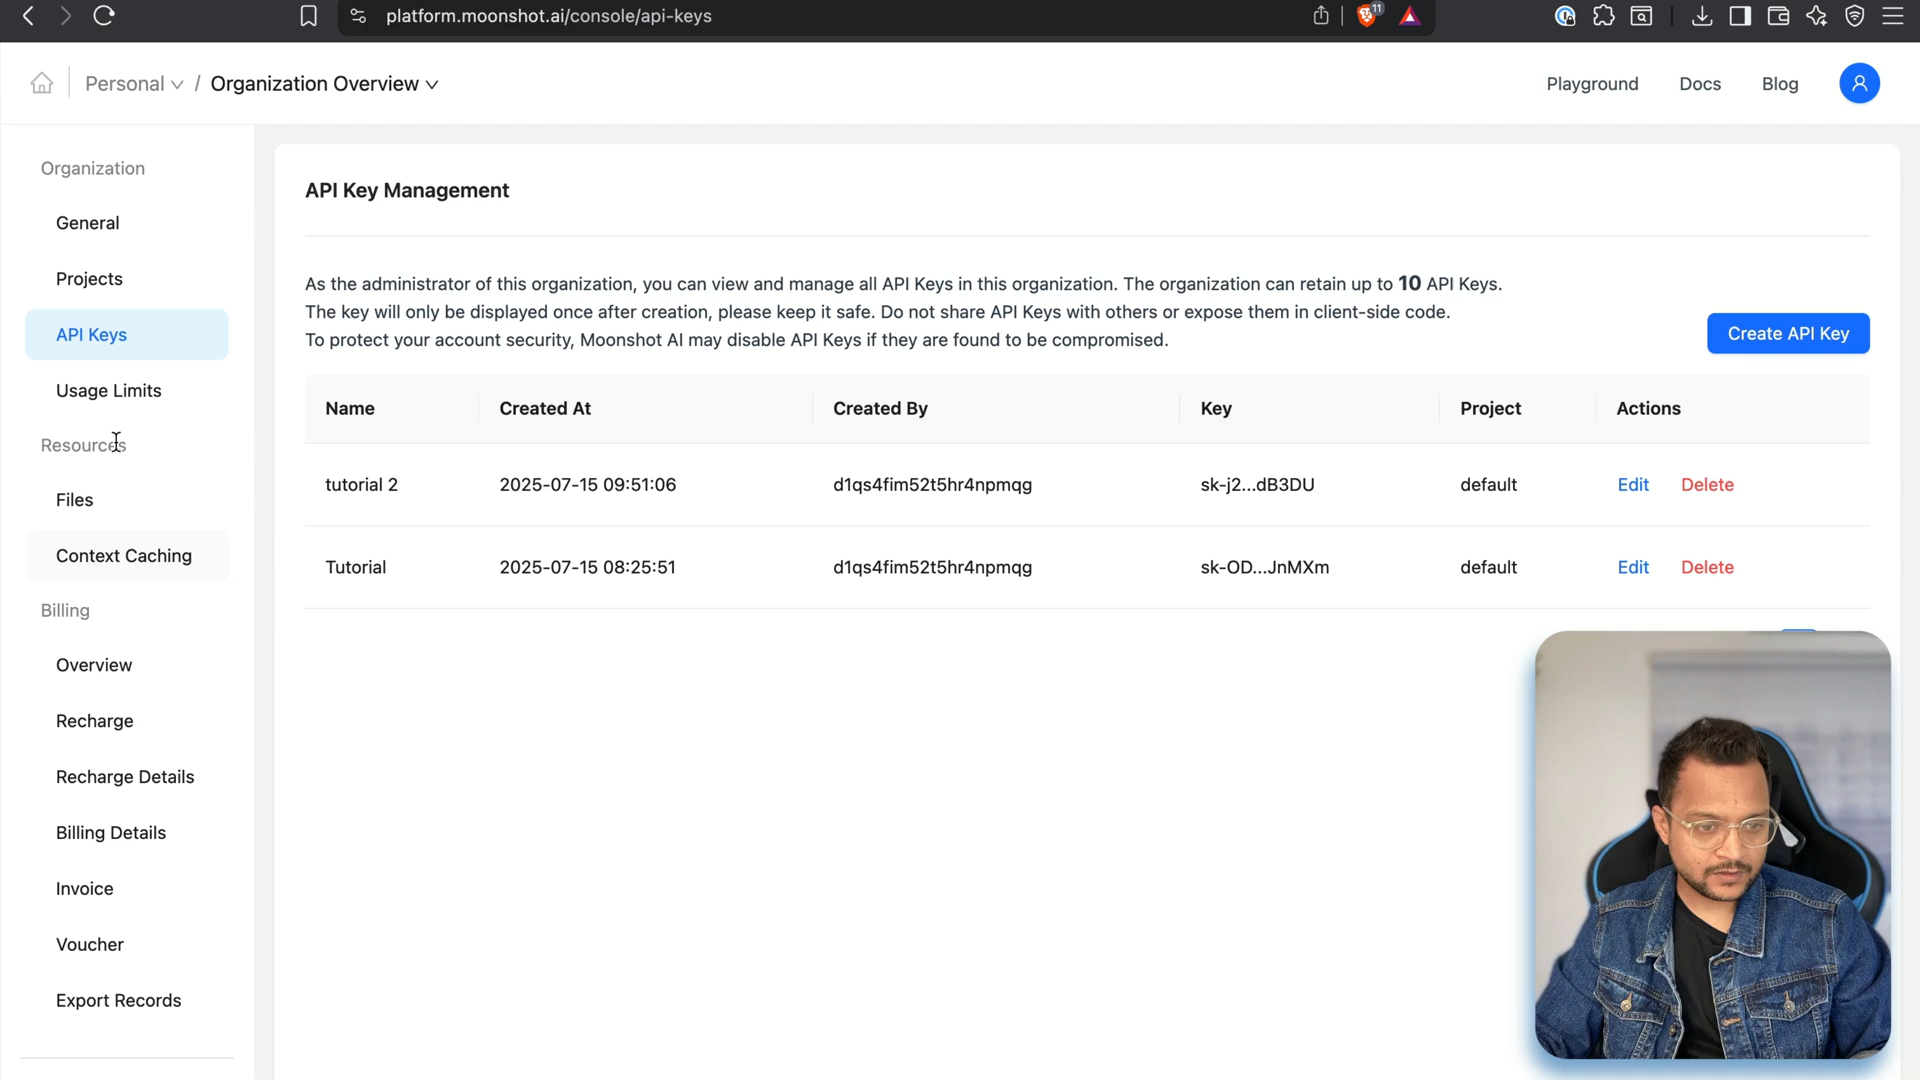 platform.moonshot.ai/console/api-keys
11
Personal / Organization Overview
Playground
Docs
Blog
Organization
General
Projects
API Keys
Usage Limits
Resources
Files
Context Caching
Billing
Overview
Recharge
Recharge Details
Billing Details
Invoice
Voucher
Export Records
API Key Management
As the administrator of this organization, you can view and manage all API Keys in this organization. The organization can retain up to 10 API Keys.
The key will only be displayed once after creation, please keep it safe. Do not share API Keys with others or expose them in client-side code.
To protect your account security, Moonshot AI may disable API Keys if they are found to be compromised.
Create API Key
Name Created At Created By Key Project Actions
tutorial 2 2025-07-15 09:51:06 d1qs4fim52t5hr4npmqg sk-j2...dB3DU default Edit Delete
Tutorial 2025-07-15 08:25:51 d1qs4fim52t5hr4npmqg sk-OD...JnMXm default Edit Delete